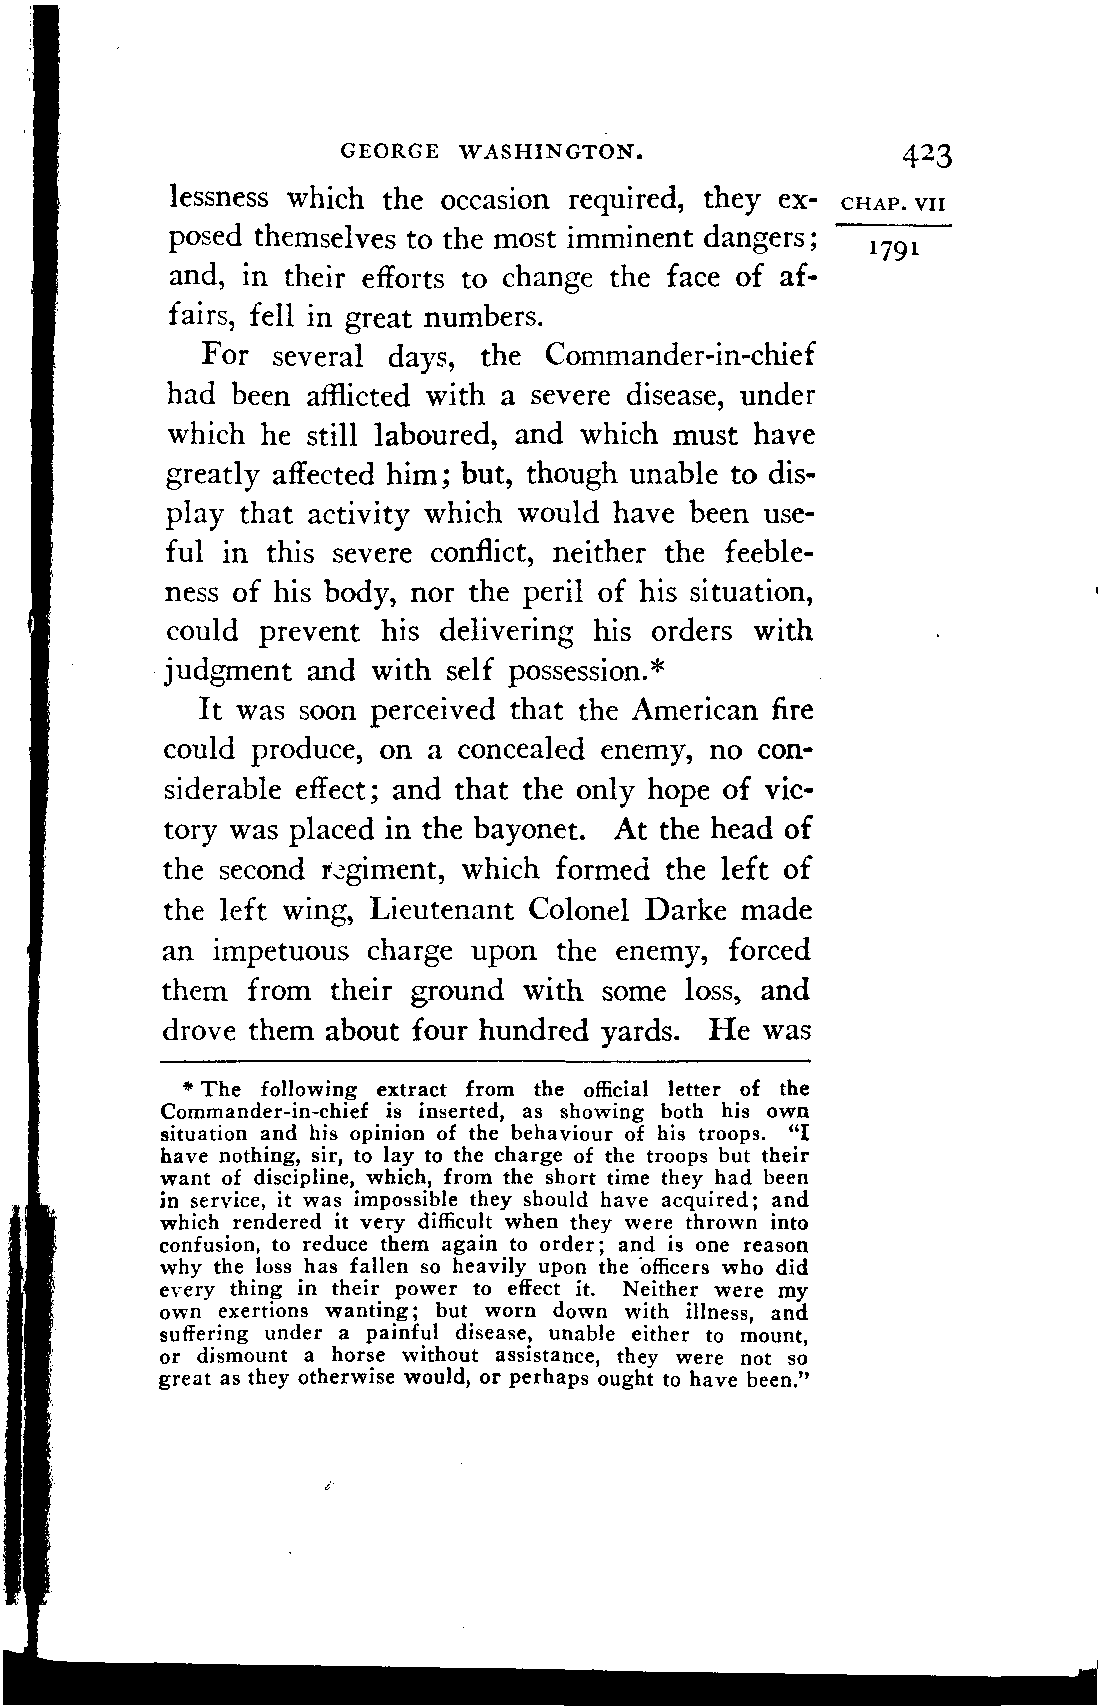 GEORGE WASHINGTON. 423
lessness which the occasion required, they ex- CHAP. VII
posed themselves to the most imminent dangers; 1791
and, in their efforts to change the face of af-
fairs, fell in great numbers.
For several days, the Commander-in-chief
had been afflicted with a severe disease, under
which he still laboured, and which must have
greatly affected him; but, though unable to dis-
play that activity which would have been use-
ful in this severe conflict, neither the feeble-
ness of his body, nor the peril of his situation,
could prevent his delivering his orders with
judgment and with self possession.*
It was soon perceived that the American fire
could produce, on a concealed enemy, no con-
siderable effect; and that the only hope of vic-
tory was placed in the bayonet. At the head of
the second regiment, which formed the left of
the left wing, Lieutenant Colonel Darke made
an impetuous charge upon the enemy, forced
them from their ground with some loss, and
drove them about four hundred yards. He was
* The following extract from the official letter of the
Commander-in-chief is inserted, as showing both his own
situation and his opinion of the behaviour of his troops. "I
have nothing, sir, to lay to the charge of the troops but their
want of discipline, which, from the short time they had been
in service, it was impossible they should have acquired; and
which rendered it very difficult when they were thrown into
confusion, to reduce them again to order; and is one reason
why the loss has fallen so heavily upon the officers who did
every thing in their power to effect it. Neither were my
own exertions wanting; but worn down with illness, and
suffering under a painful disease, unable either to mount,
or dismount a horse without assistance, they were not so
great as they otherwise would, or perhaps ought to have been."